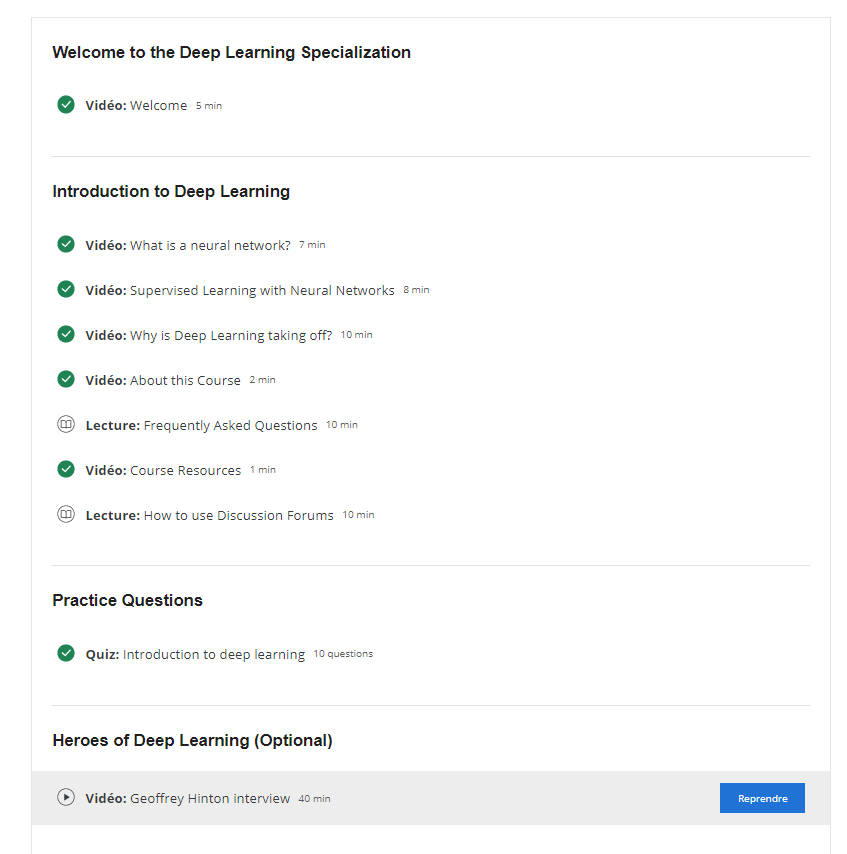 Welcome to the Deep Learning Specialization
Vidéo: Welcome 5 min
Introduction to Deep Learning
Vidéo: What is a neural network? 7 min
Vidéo: Supervised Learning with Neural Networks 8 min
Vidéo: Why is Deep Learning taking off? 10 min
Vidéo: About this Course 2 min
Lecture: Frequently Asked Questions 10 min
Vidéo: Course Resources 1 min
Lecture: How to use Discussion Forums 10 min
Practice Questions
Quiz: Introduction to deep learning 10 questions
Heroes of Deep Learning (Optional)
Vidéo: Geoffrey Hinton interview 40 min Reprendre